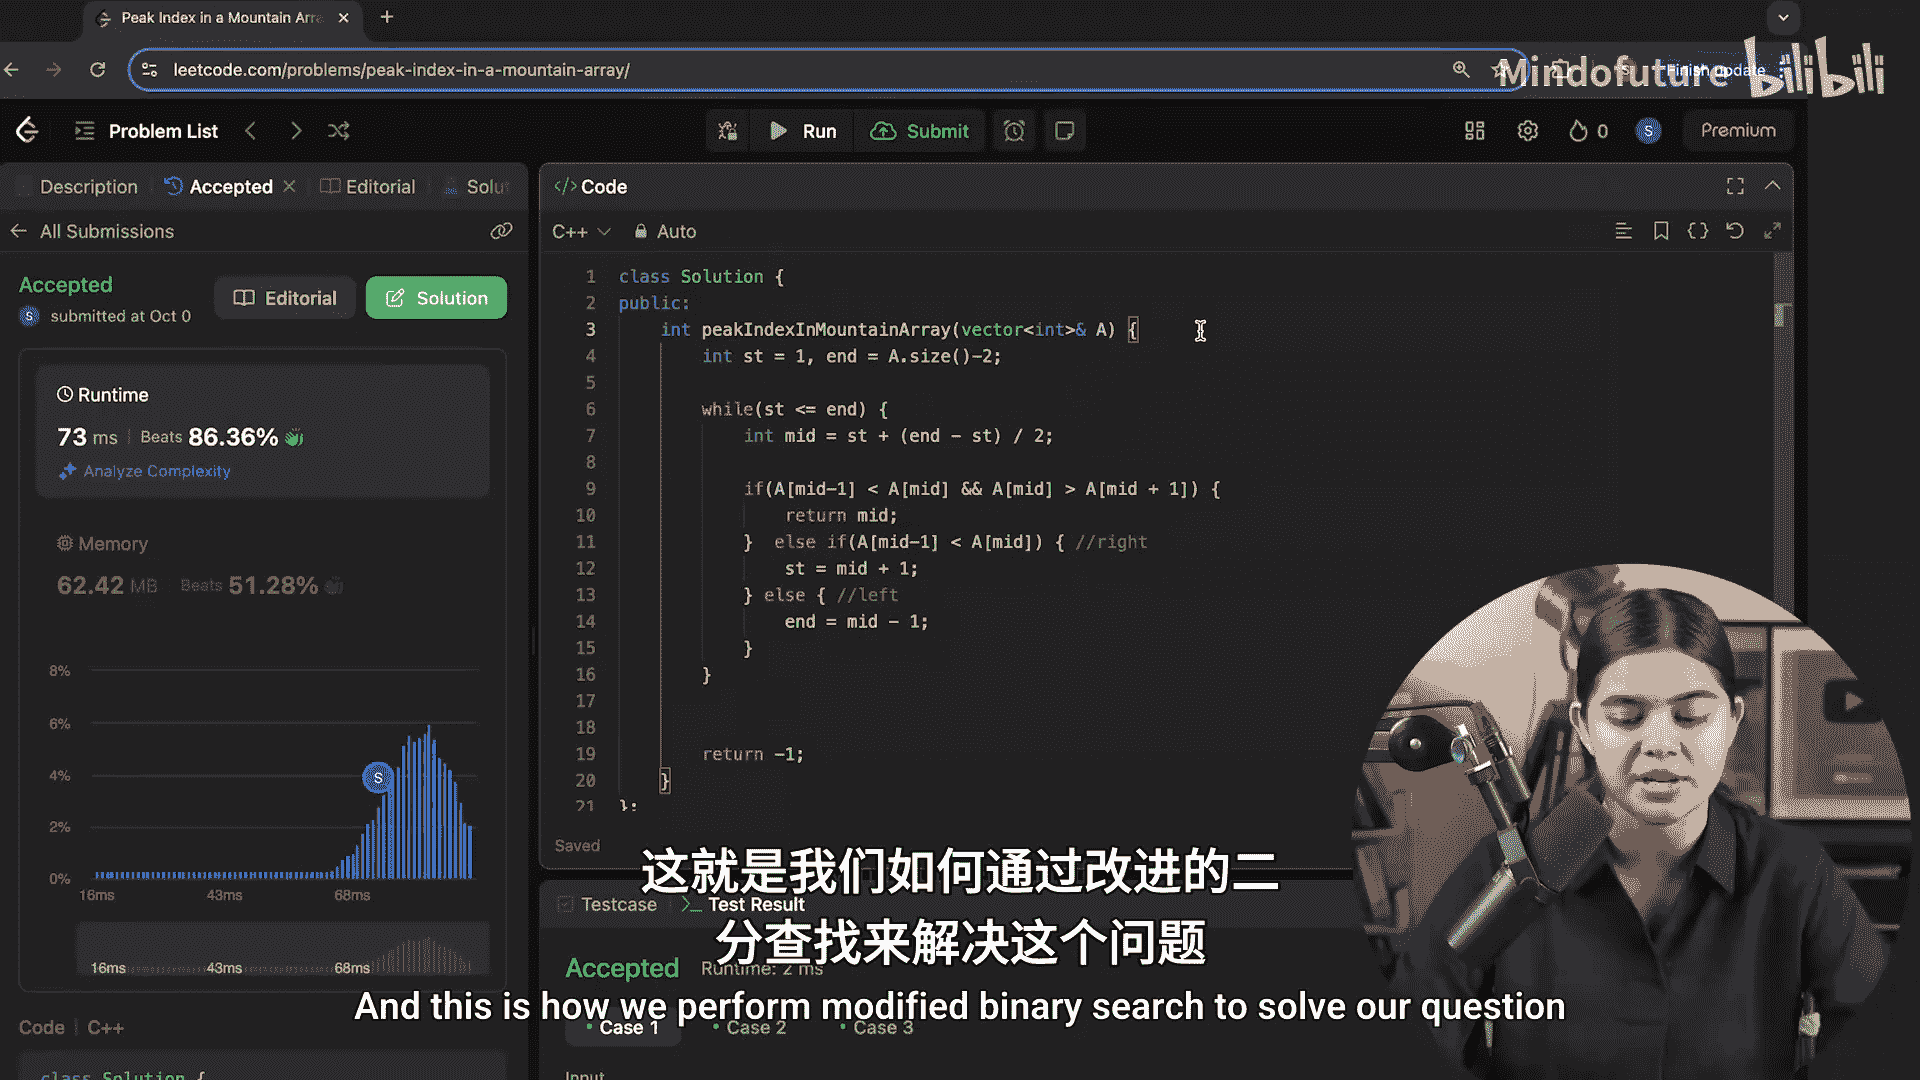 Peak Index in a Mountain Arra
leetcode.com/problems/peak-index-in-a-mountain-array/
Finish update
Mindofuture
bilibili
Problem List
Run
Submit
0
S
Premium
Description
Accepted
Editorial
Solut
All Submissions
Accepted
S submitted at Oct 0
Editorial
Solution
Runtime
73 ms | Beats 86.36%
Analyze Complexity
Memory
62.42 MB Beats 51.28%
8%
6%
4%
2%
0%
S
16ms 43ms 68ms
16ms 43ms 68ms
Code | C++
class Solution {
</> Code
C++ Auto
1 class Solution {
2 public:
3 int peakIndexInMountainArray(vector<int>& A) {
4 int st = 1, end = A.size()-2;
5
6 while(st <= end) {
7 int mid = st + (end - st) / 2;
8
9 if(A[mid-1] < A[mid] && A[mid] > A[mid + 1]) {
10 return mid;
11 } else if(A[mid-1] < A[mid]) { //right
12 st = mid + 1;
13 } else { //left
14 end = mid - 1;
15 }
16 }
17
18
19 return -1;
20 }
21 };
Saved
Testcase
>_ Test Result
Accepted Runtime: 2 ms
• Case 1 • Case 2 • Case 3
Input
这就是我们如何通过改进的二
分查找来解决这个问题
And this is how we perform modified binary search to solve our question